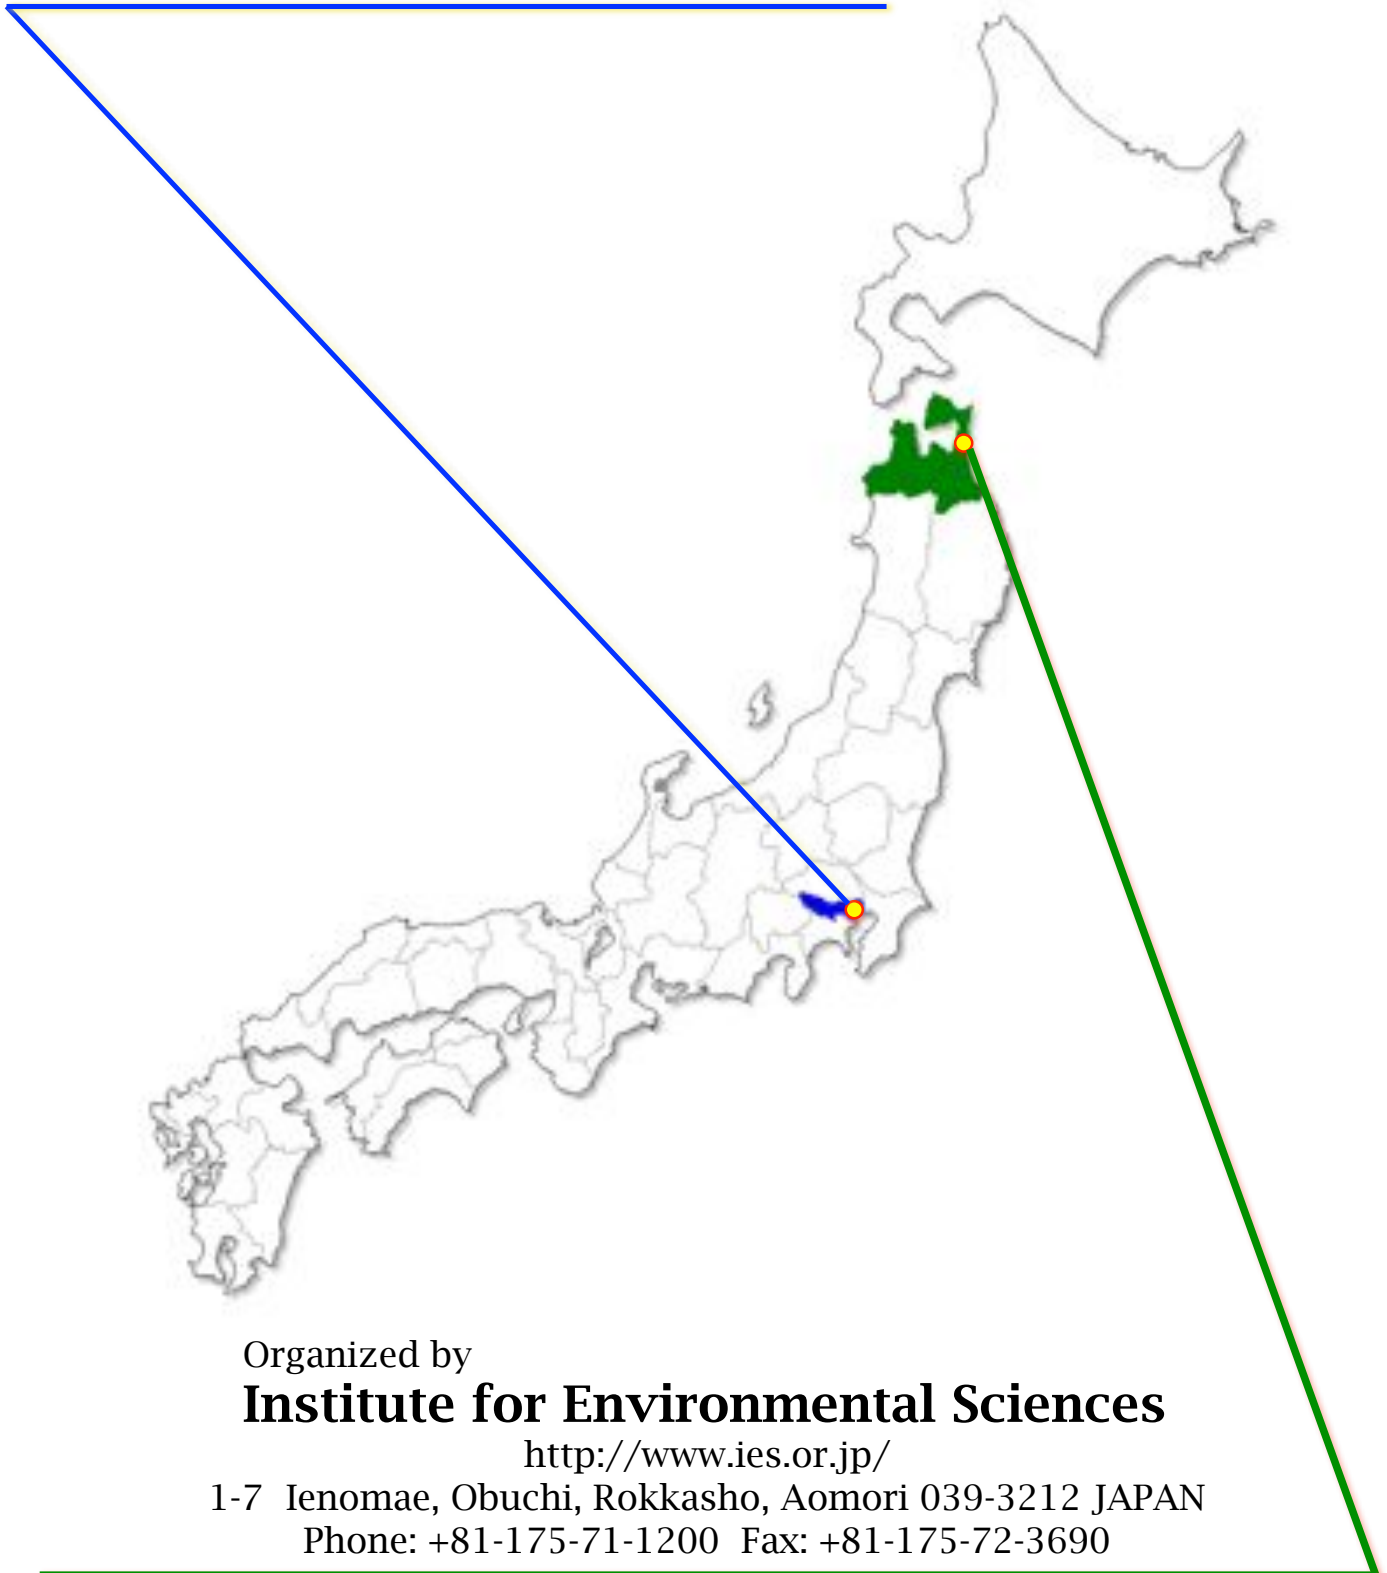 Organized by
Institute for Environmental Sciences
http://www.ies.or.jp/
1-7 Ienomae, Obuchi, Rokkasho, Aomori 039-3212 JAPAN
Phone: +81-175-71-1200 Fax: +81-175-72-3690